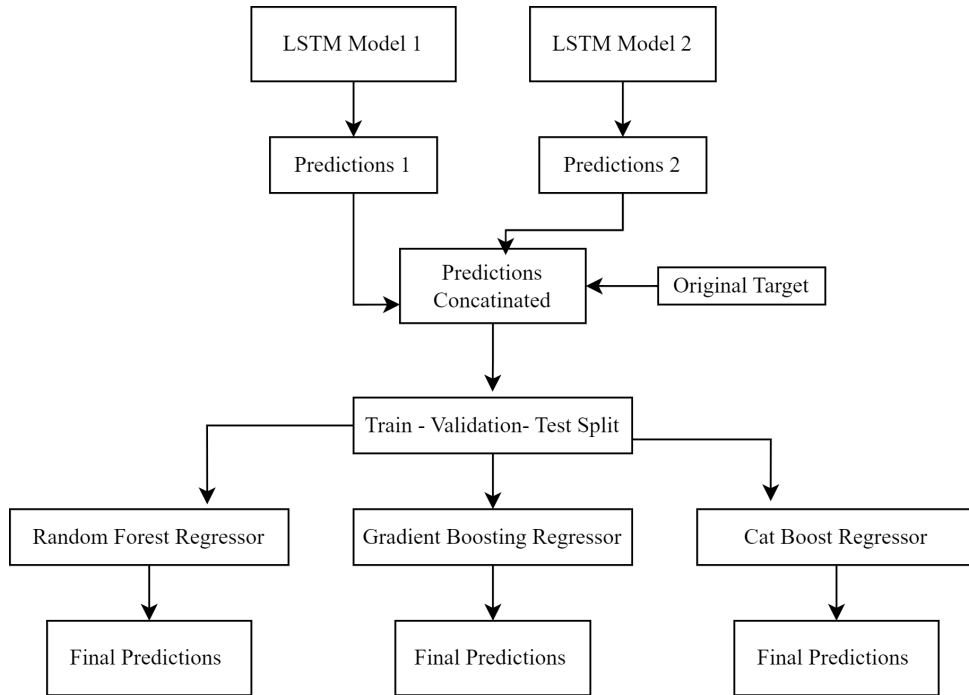 LSTM Model 1
LSTM Model 2
Predictions 1
Predictions 2
Predictions
Concatinated
Original Target
Train - Validation- Test Split
Random Forest Regressor
Gradient Boosting Regressor
Cat Boost Regressor
Final Predictions
Final Predictions
Final Predictions